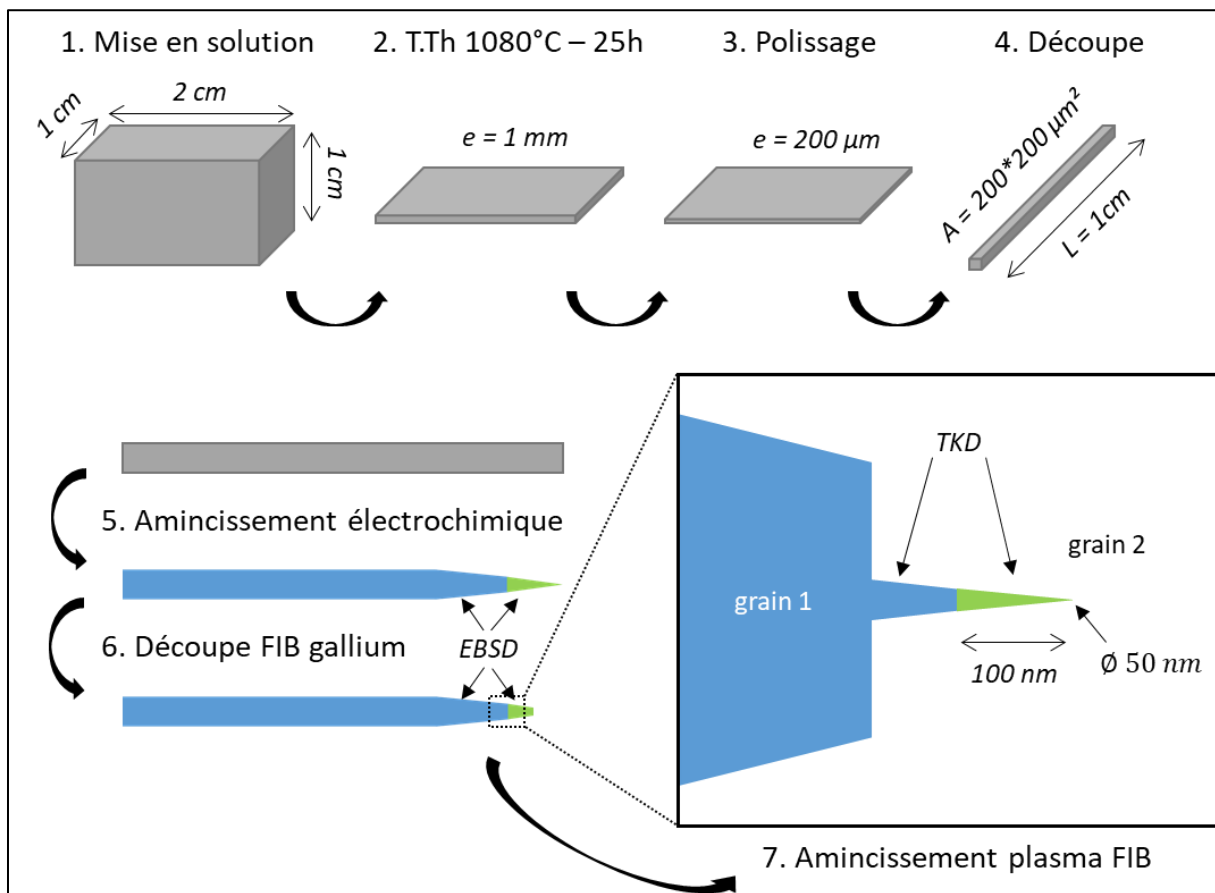 1. Mise en solution
2. T.Th 1080°C – 25h
3. Polissage
4. Découpe
1 cm
2 cm
1 cm
e = 1 mm
e = 200 µm
A = 200*200 µm²
L = 1cm
5. Amincissement électrochimique
6. Découpe FIB gallium
EBSD
TKD
grain 2
grain 1
100 nm
Ø 50 nm
7. Amincissement plasma FIB